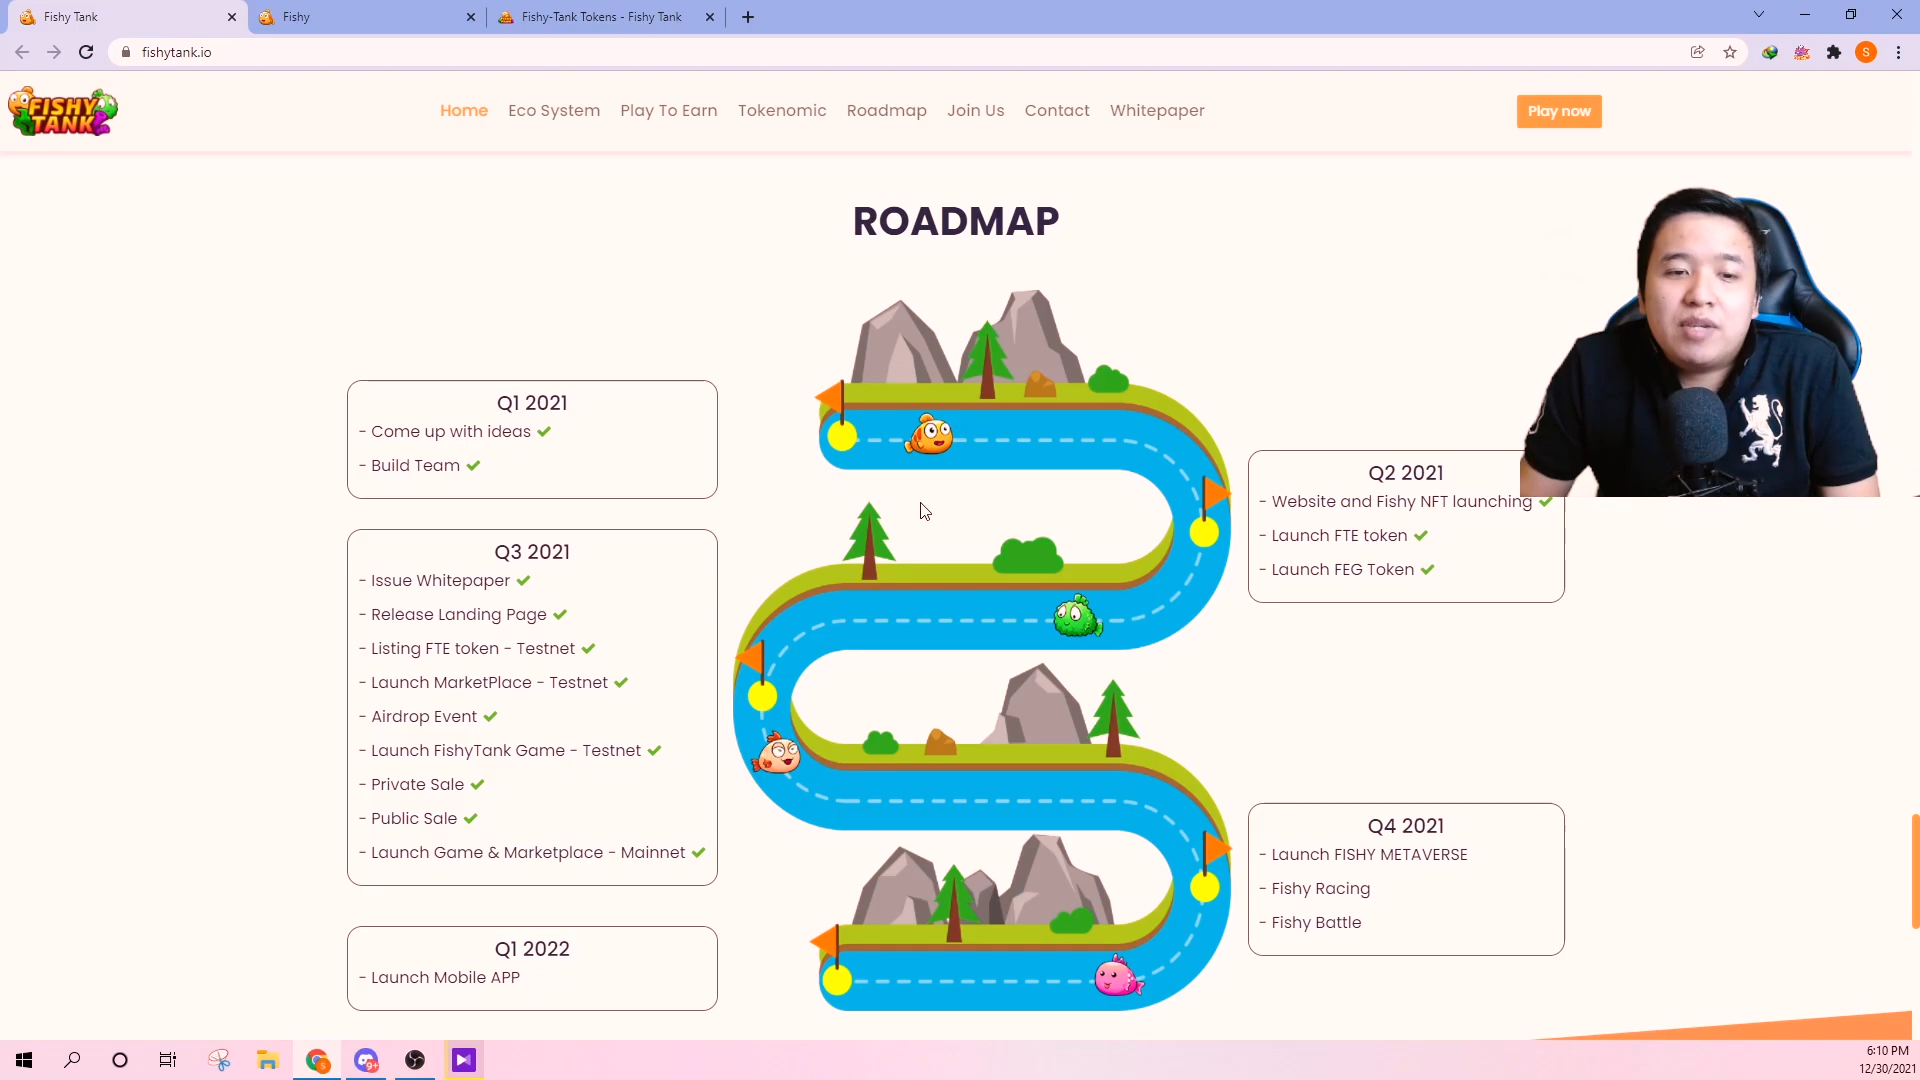 Fishy Tank
Fishy
Fishy-Tank Tokens - Fishy Tank
fishytank.io
S
FISHY
TANK
Home
Eco System
Play To Earn
Tokenomic
Roadmap
Join Us
Contact
Whitepaper
Play now
ROADMAP
Q1 2021
- Come up with ideas
- Build Team
Q2 2021
- Website and Fishy NFT launching
- Launch FTE token
- Launch FEG Token
Q3 2021
- Issue Whitepaper
- Release Landing Page
- Listing FTE token - Testnet
- Launch MarketPlace - Testnet
- Airdrop Event
- Launch FishyTank Game - Testnet
- Private Sale
- Public Sale
- Launch Game & Marketplace - Mainnet
Q4 2021
- Launch FISHY METAVERSE
- Fishy Racing
- Fishy Battle
Q1 2022
- Launch Mobile APP
9+
6:10 PM
12/30/2021